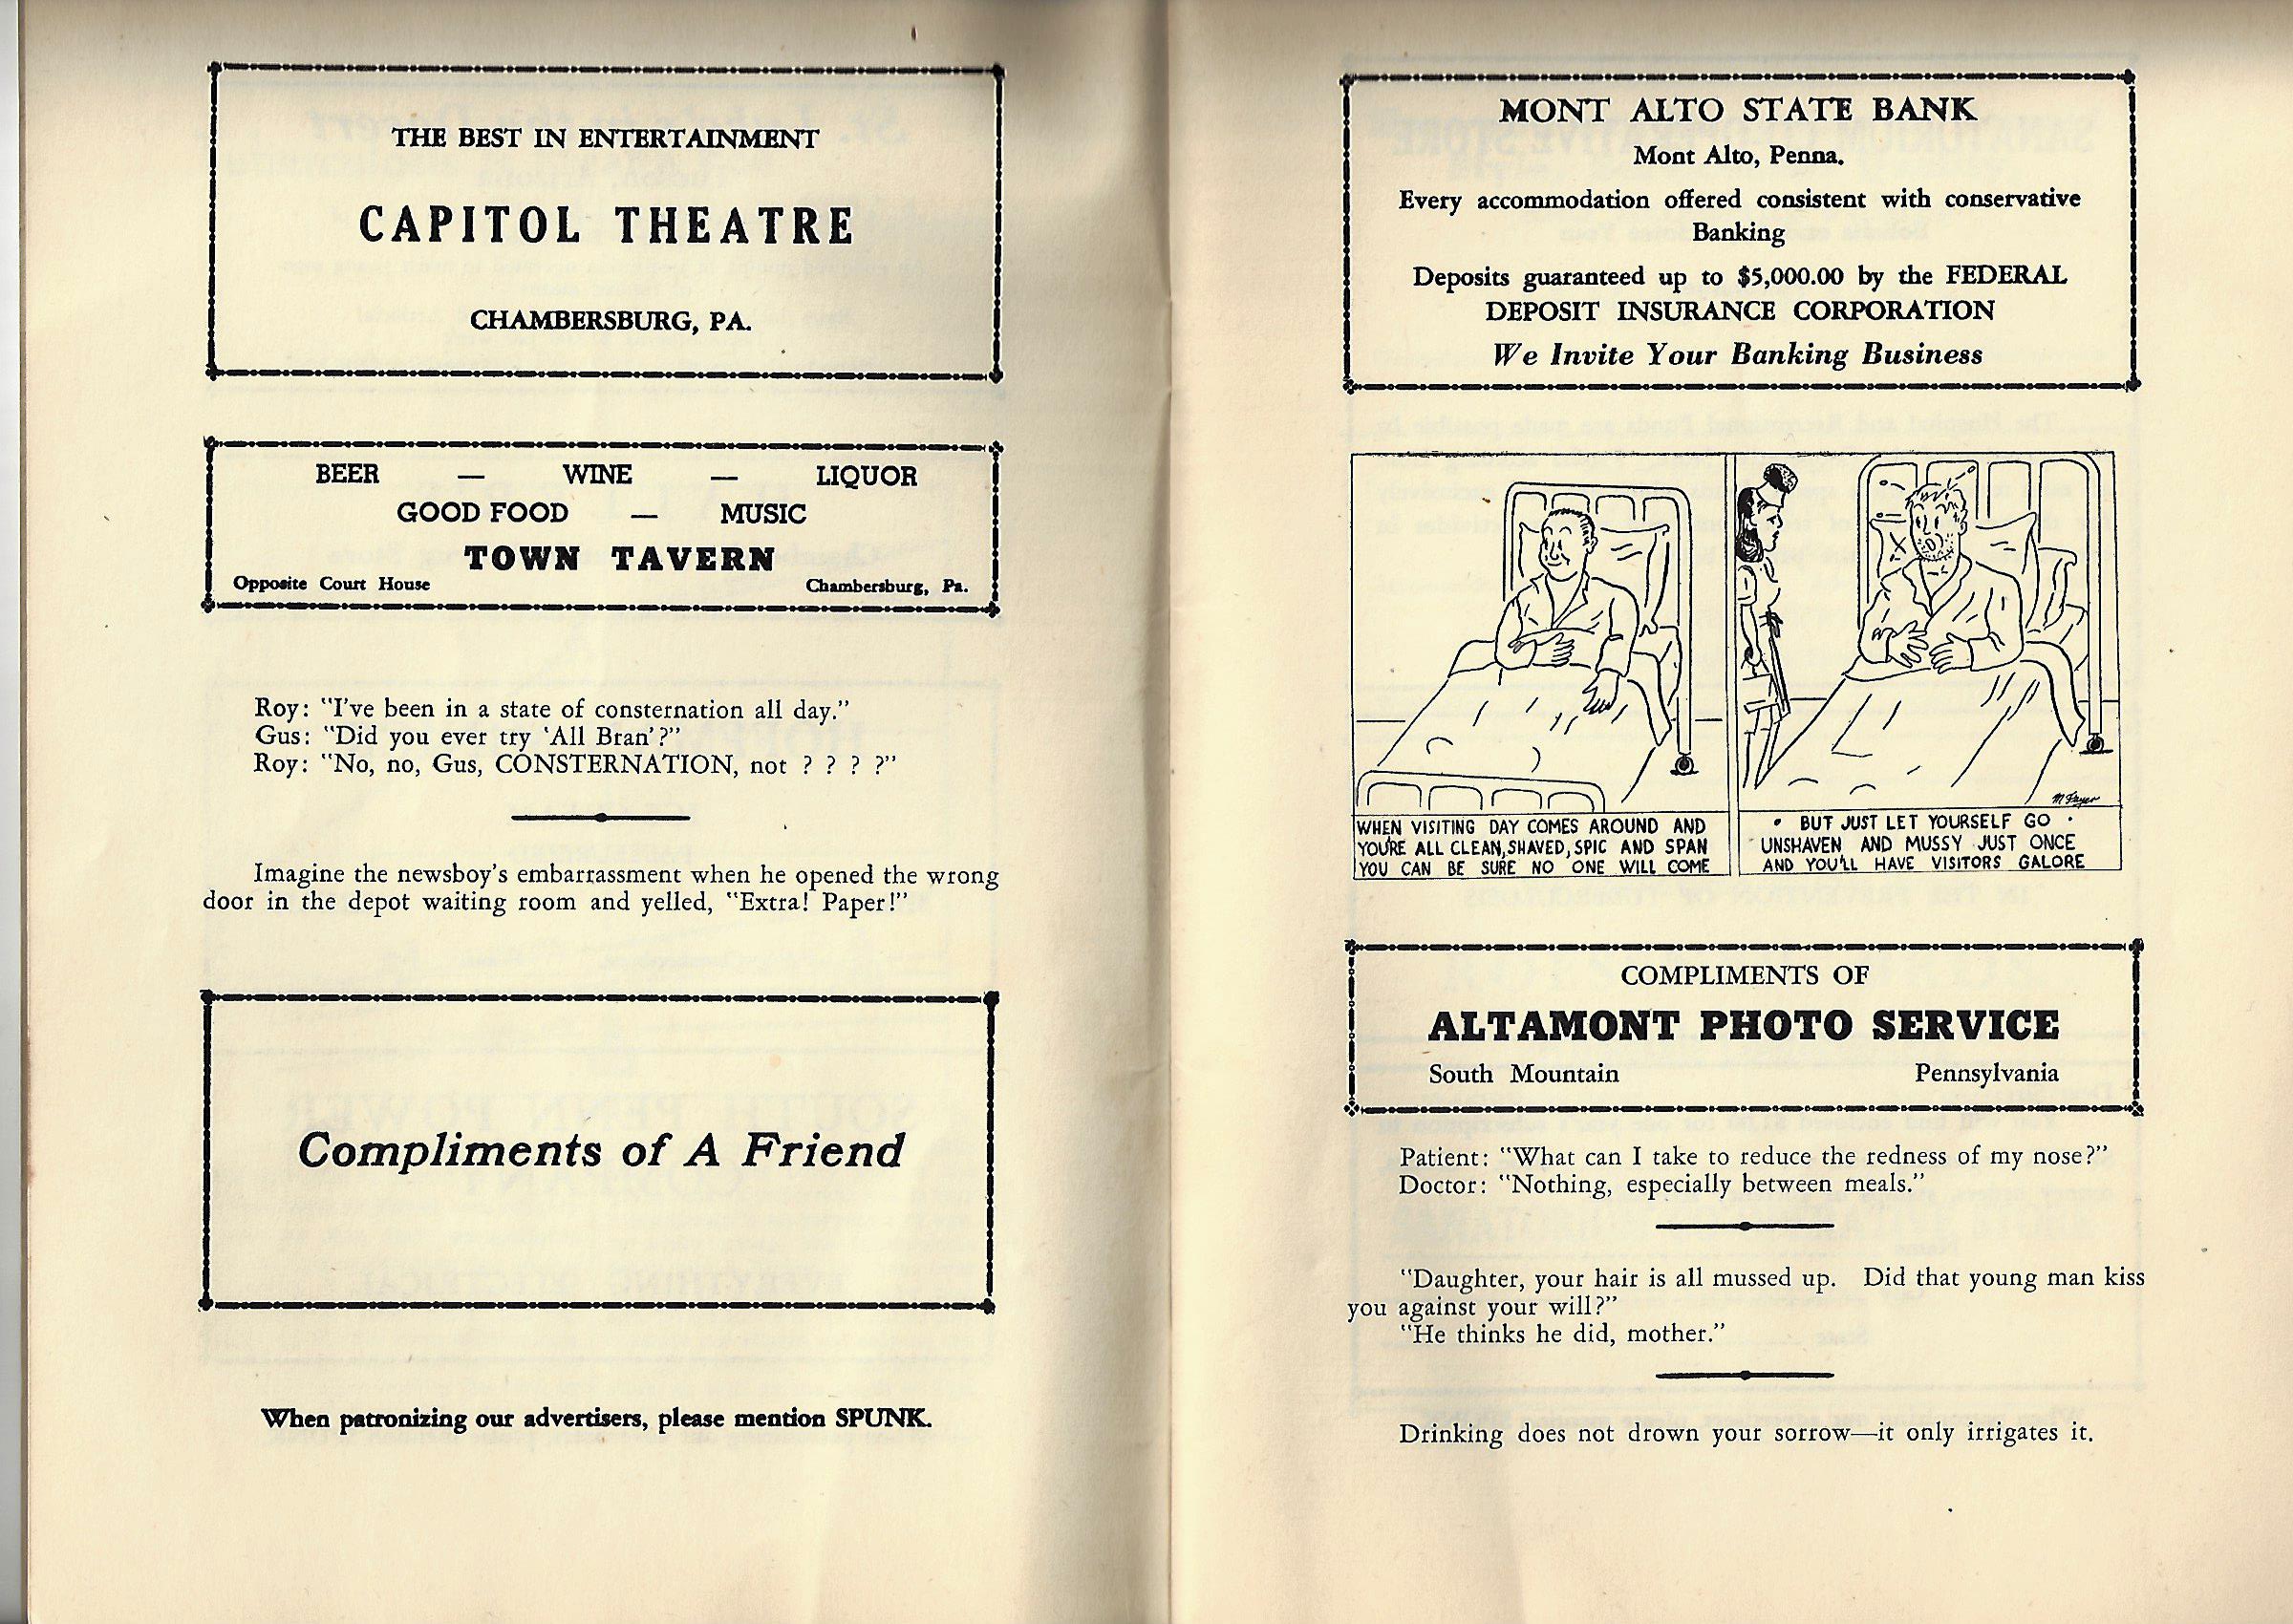 THE BEST IN ENTERTAINMENT
CAPITOL THEATRE
CHAMBERSBURG, PA.
BEER — WINE — LIQUOR
GOOD FOOD — MUSIC
TOWN TAVERN
Opposite Court House Chambersburg, Pa.
Roy: "I've been in a state of consternation all day."
Gus: "Did you ever try 'All Bran'?"
Roy: "No, no, Gus, CONSTERNATION, not ? ? ? ?"
Imagine the newsboy's embarrassment when he opened the wrong
door in the depot waiting room and yelled, "Extra! Paper!"
Compliments of A Friend
When patronizing our advertisers, please mention SPUNK.
MONT ALTO STATE BANK
Mont Alto, Penna.
Every accommodation offered consistent with conservative
Banking
Deposits guaranteed up to $5,000.00 by the FEDERAL
DEPOSIT INSURANCE CORPORATION
We Invite Your Banking Business
WHEN VISITING DAY COMES AROUND AND
YOU'RE ALL CLEAN, SHAVED, SPIC AND SPAN
YOU CAN BE SURE NO ONE WILL COME
• BUT JUST LET YOURSELF GO •
UNSHAVEN AND MUSSY JUST ONCE
AND YOU'LL HAVE VISITORS GALORE
COMPLIMENTS OF
ALTAMONT PHOTO SERVICE
South Mountain Pennsylvania
Patient: "What can I take to reduce the redness of my nose?"
Doctor: "Nothing, especially between meals."
"Daughter, your hair is all mussed up. Did that young man kiss
you against your will?"
"He thinks he did, mother."
Drinking does not drown your sorrow—it only irrigates it.